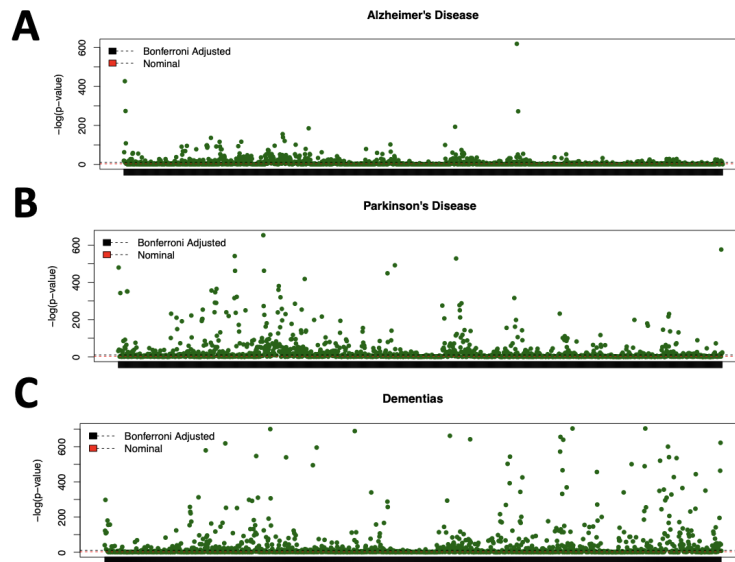 A
Alzheimer's Disease
Bonferroni Adjusted
Nominal
−log(p−value)
0 200 400 600
B
Parkinson's Disease
Bonferroni Adjusted
Nominal
−log(p−value)
0 200 400 600
C
Dementias
Bonferroni Adjusted
Nominal
−log(p−value)
0 200 400 600